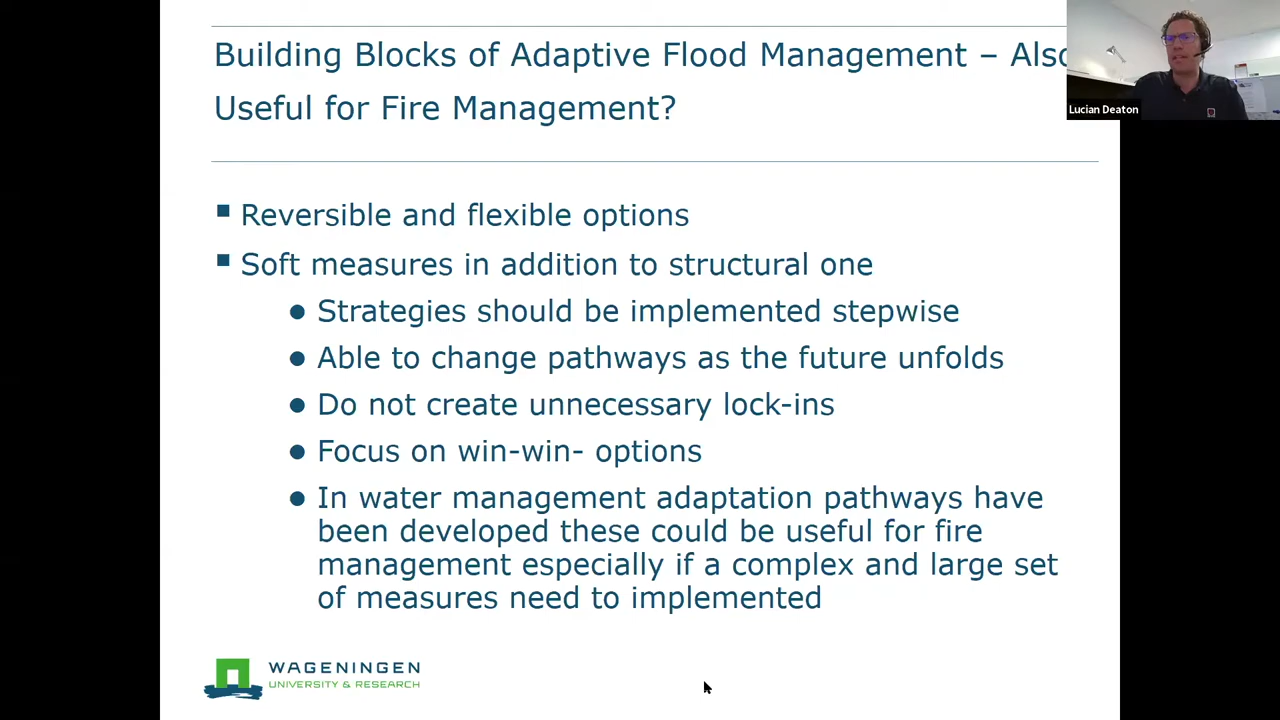 Building Blocks of Adaptive Flood Management – Also
Useful for Fire Management?
Lucian Deaton
Reversible and flexible options
Soft measures in addition to structural one
Strategies should be implemented stepwise
Able to change pathways as the future unfolds
Do not create unnecessary lock-ins
Focus on win-win- options
In water management adaptation pathways have
been developed these could be useful for fire
management especially if a complex and large set
of measures need to implemented
WAGENINGEN
UNIVERSITY & RESEARCH